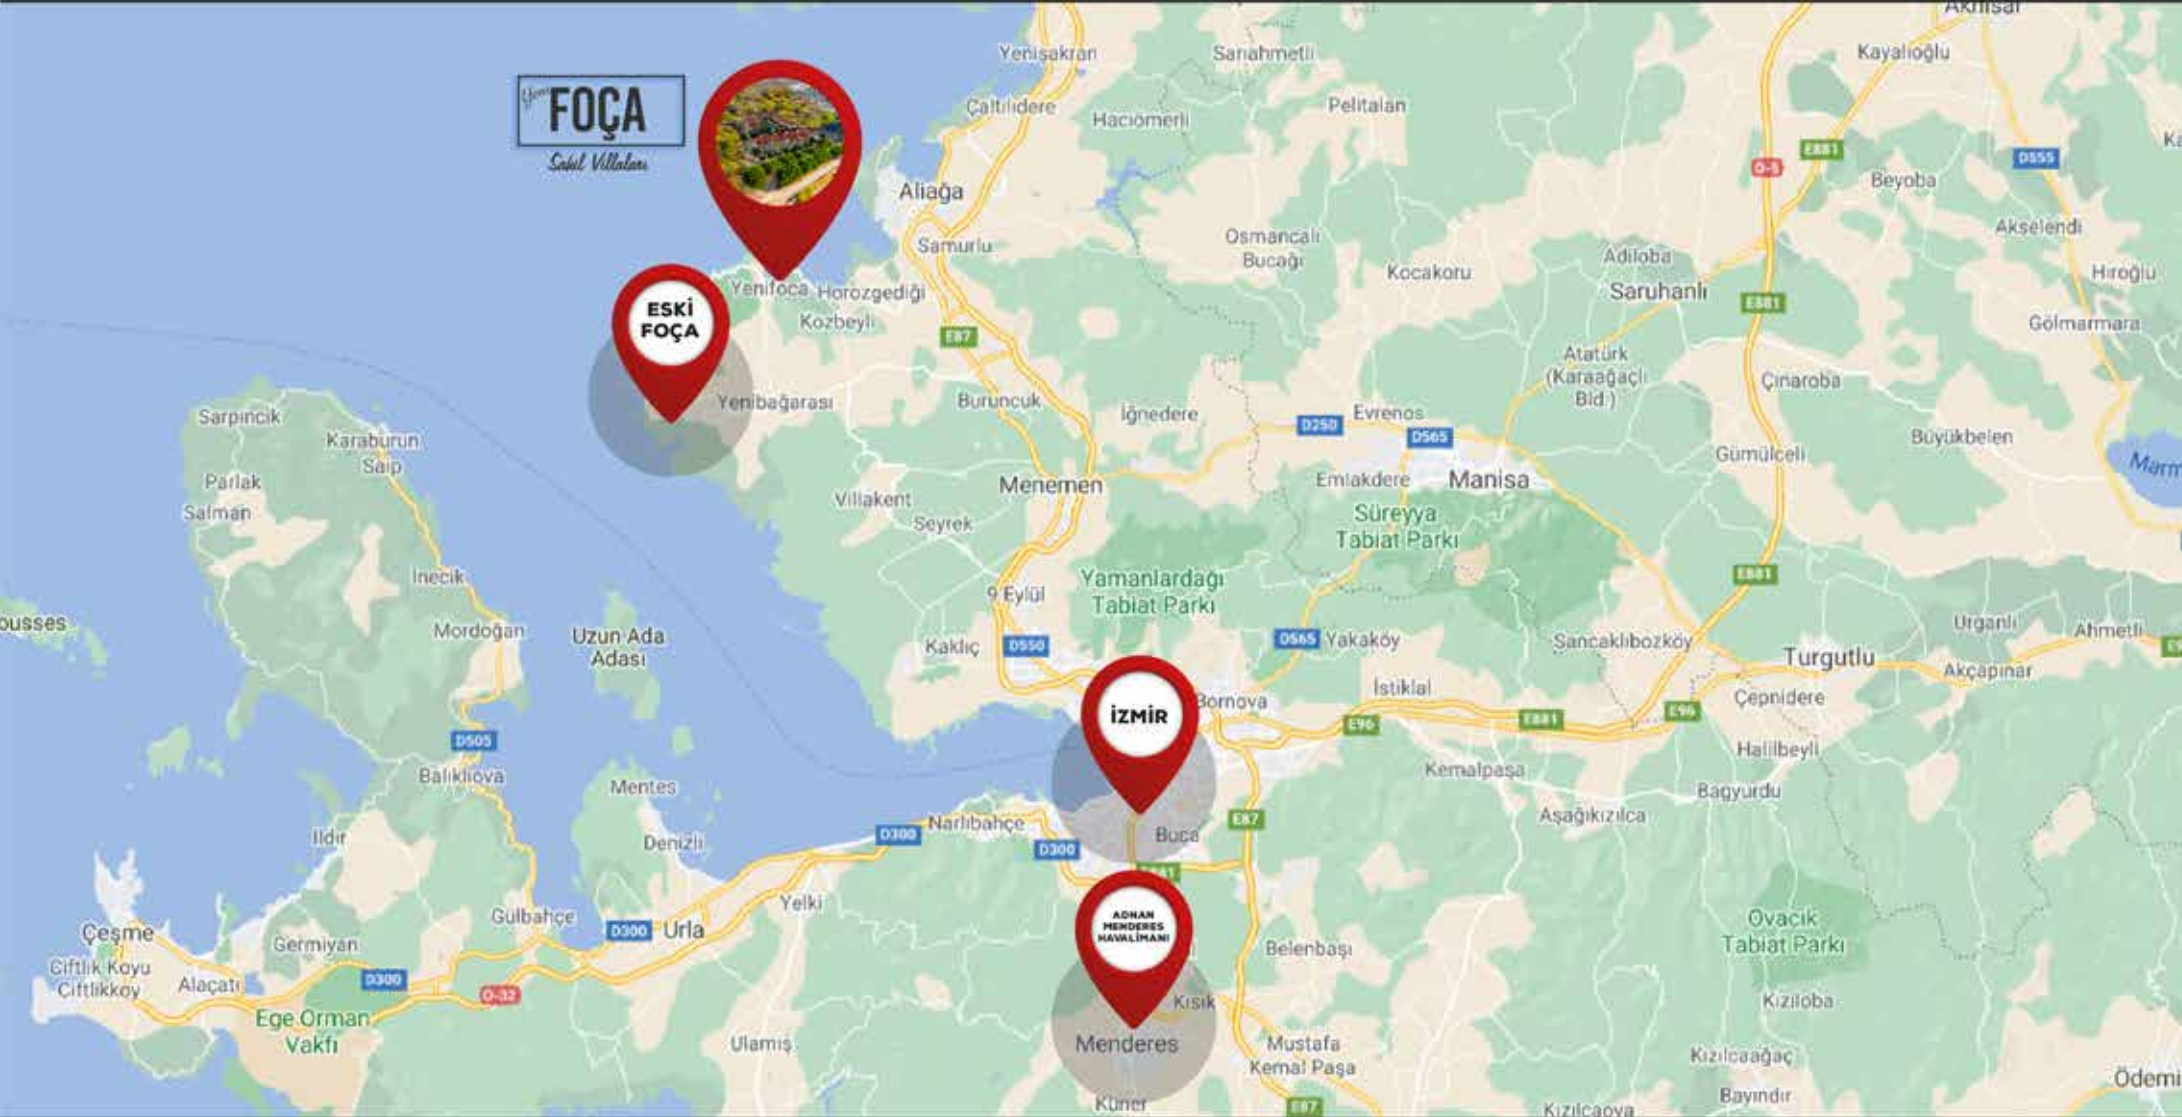 Akhisar
Yenişakran
Sarıahmetli
Kayalıoğlu
Yeni
FOÇA
Sahil Villaları
Çaltılıdere
Hacıömerli
Pelitalan
E881
D555
O-5
Beyoba
Aliağa
Akselendi
Samurlu
Osmancalı
Bucağı
Adiloba
Kocakoru
Hıroğlu
Yenifoça
Horozgediği
Saruhanlı
E881
ESKİ
FOÇA
Kozbeyli
E87
Gölmarmara
Atatürk
(Karaağaçlı
Bld.)
Çınaroba
Yenibağarası
Buruncuk
İğnedere
Evrenos
Sarpıncık
D250
D565
Karaburun
Saip
Büyükbelen
Gümülceli
Marm
Parlak
Menemen
Emlakdere
Manisa
Salman
Villakent
Seyrek
Süreyya
Tabiat Parkı
İnecik
Yamanlardağı
Tabiat Parkı
9 Eylül
E881
ousses
Mordoğan
Uzun Ada
Adası
Kaklıç
D550
D565
Yakaköy
Sancaklıbozköy
Urganlı
Ahmetli
Turgutlu
Akçapınar
İZMİR
Bornova
İstiklal
Çepnidere
E96
E881
E96
D505
Halilbeyli
Balıklıova
Mentes
Kemalpaşa
Bagyurdu
Ildır
Denizli
D300
Narlıbahçe
D300
Buca
E87
Aşağıkızılca
E881
Yelki
Gülbahçe
D300
Urla
Çeşme
Germiyan
ADNAN
MENDERES
HAVALİMANI
Belenbaşı
Ovacık
Tabiat Parkı
Çiftlik Koyu
Çiftlikköy
Alaçatı
D300
O-32
Kısık
Kızıloba
Ege Orman
Vakfı
Ulamış
Menderes
Mustafa
Kemal Paşa
Kızılcaağaç
Ödemi
Küner
E87
Bayındır
Kızılcaova